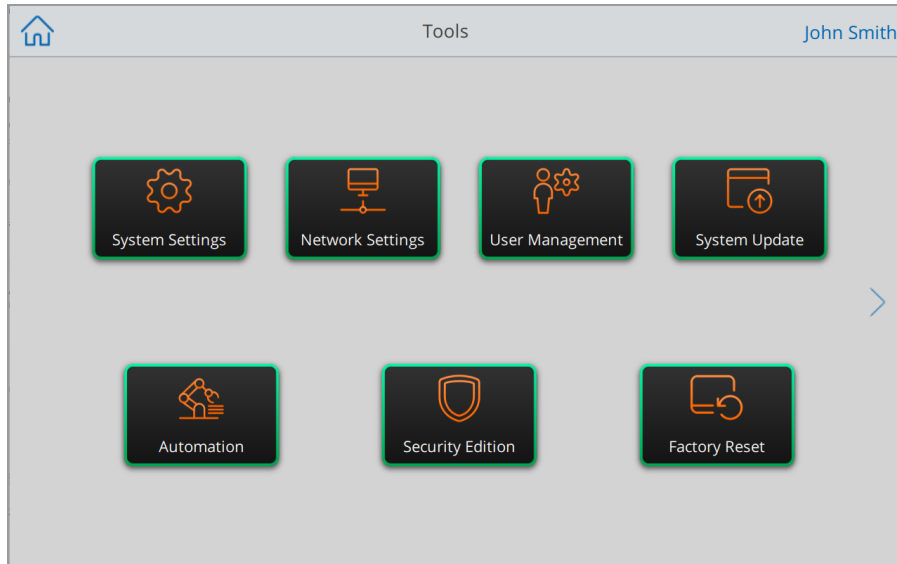 Tools
John Smith
System Settings
Network Settings
User Management
System Update
Automation
Security Edition
Factory Reset